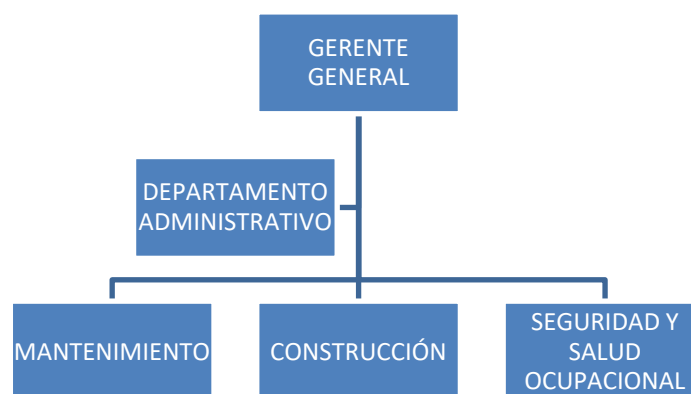 GERENTE
GENERAL
DEPARTAMENTO
ADMINISTRATIVO
MANTENIMIENTO
CONSTRUCCIÓN
SEGURIDAD Y
SALUD
OCUPACIONAL